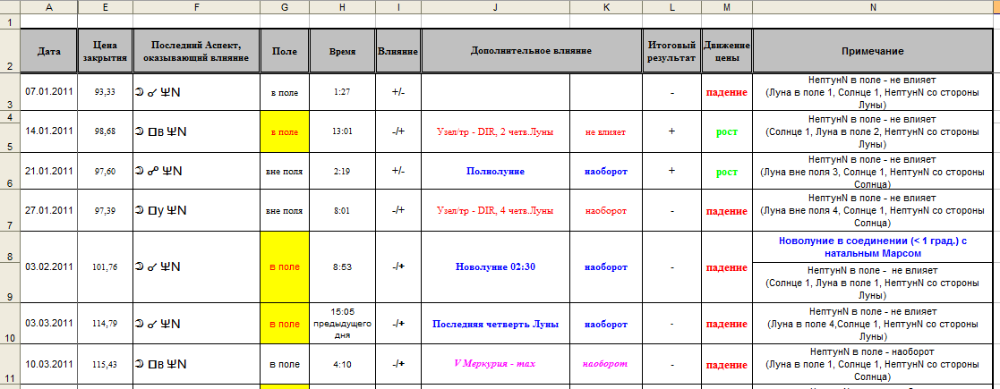 A E F G H I J K L M N
1
2
Дата
Цена
закрытия
Последний Аспект,
оказывающий влияние
Поле
Время
Влияние
Дополнительное влияние
Итоговый
результат
Движение
цены
Примечание
3
07.01.2011
93,33
☽ ☌ ♆N
в поле
1:27
+/-
-
падение
НептунN в поле - не влияет
(Луна в поле 1, Солнце 1, НептунN со стороны
Луны)
4
5
14.01.2011
98,68
☽ □в ♆N
в поле
13:01
-/+
Узел/тр - DIR, 2 четв.Луны
не влияет
+
рост
НептунN в поле - не влияет
(Солнце 1, Луна в поле 2, НептунN со стороны
Луны)
6
21.01.2011
97,60
☽ ☍ ♆N
вне поля
2:19
+/-
Полнолуние
наоборот
+
рост
НептунN в поле - не влияет
(Луна вне поля 3, Солнце 1, НептунN со стороны
Солнца)
7
27.01.2011
97,39
☽ □у ♆N
вне поля
8:01
-/+
Узел/тр - DIR, 4 четв.Луны
наоборот
-
падение
НептунN в поле - не влияет
(Луна вне поля 4, Солнце 1, НептунN со стороны
Солнца)
8
9
03.02.2011
101,76
☽ ☌ ♆N
в поле
8:53
-/+
Новолуние 02:30
наоборот
-
падение
Новолуние в соединении (< 1 град.) с
натальным Марсом
НептунN в поле - не влияет
(Солнце 1, Луна в поле 1, НептунN со стороны
Луны)
10
03.03.2011
114,79
☽ ☌ ♆N
в поле
15:05
предыдущего
дня
-/+
Последняя четверть Луны
наоборот
-
падение
НептунN в поле - не влияет
(Луна в поле 4,Солнце 1, НептунN со стороны
Луны)
11
10.03.2011
115,43
☽ □в ♆N
в поле
4:10
-/+
V Меркурия - max
наоборот
-
падение
НептунN в поле - наоборот
(Луна в поле 1, Солнце 1, НептунN со стороны
Солнца)